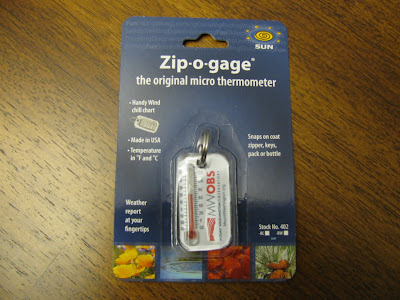 SUN
Zip-o-gage®
the original micro thermometer
• Handy Wind
chill chart
• Made in USA
• Temperature
in °F and °C
Snaps on coat
zipper, keys,
pack or bottle
MWOBS
Weather
report
at your
fingertips
Stock No. 402